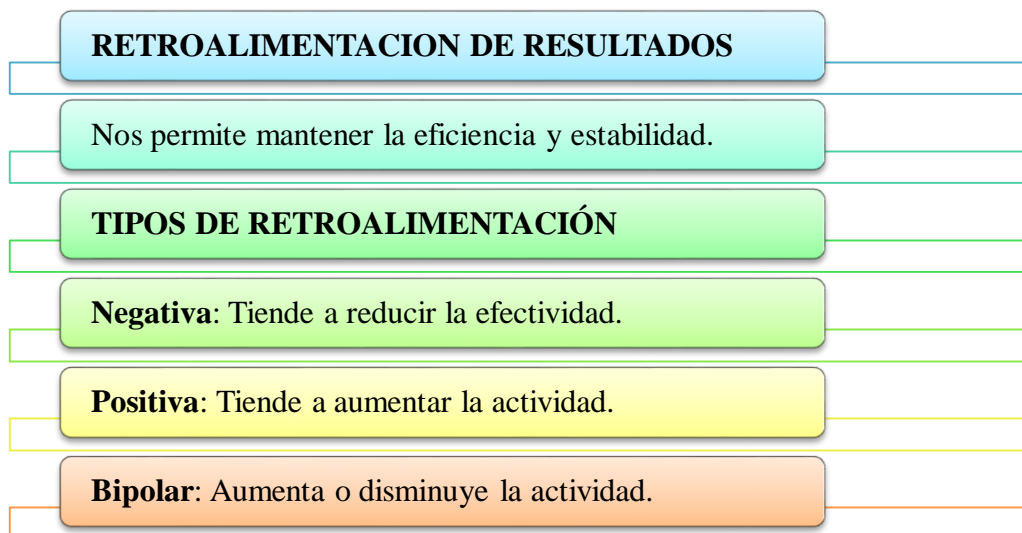 RETROALIMENTACION DE RESULTADOS
Nos permite mantener la eficiencia y estabilidad.
TIPOS DE RETROALIMENTACIÓN
Negativa: Tiende a reducir la efectividad.
Positiva: Tiende a aumentar la actividad.
Bipolar: Aumenta o disminuye la actividad.